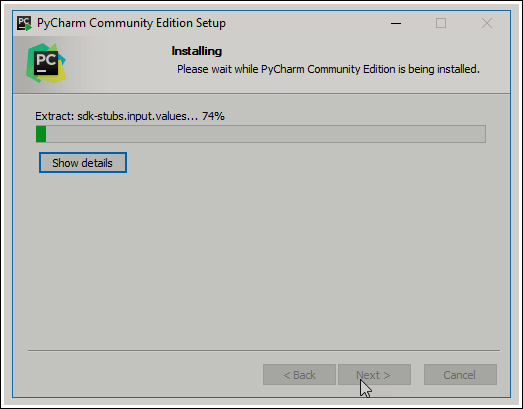 PC PyCharm Community Edition Setup
PC
Installing
Please wait while PyCharm Community Edition is being installed.
Extract: sdk-stubs.input.values... 74%
Show details
< Back
Next >
Cancel